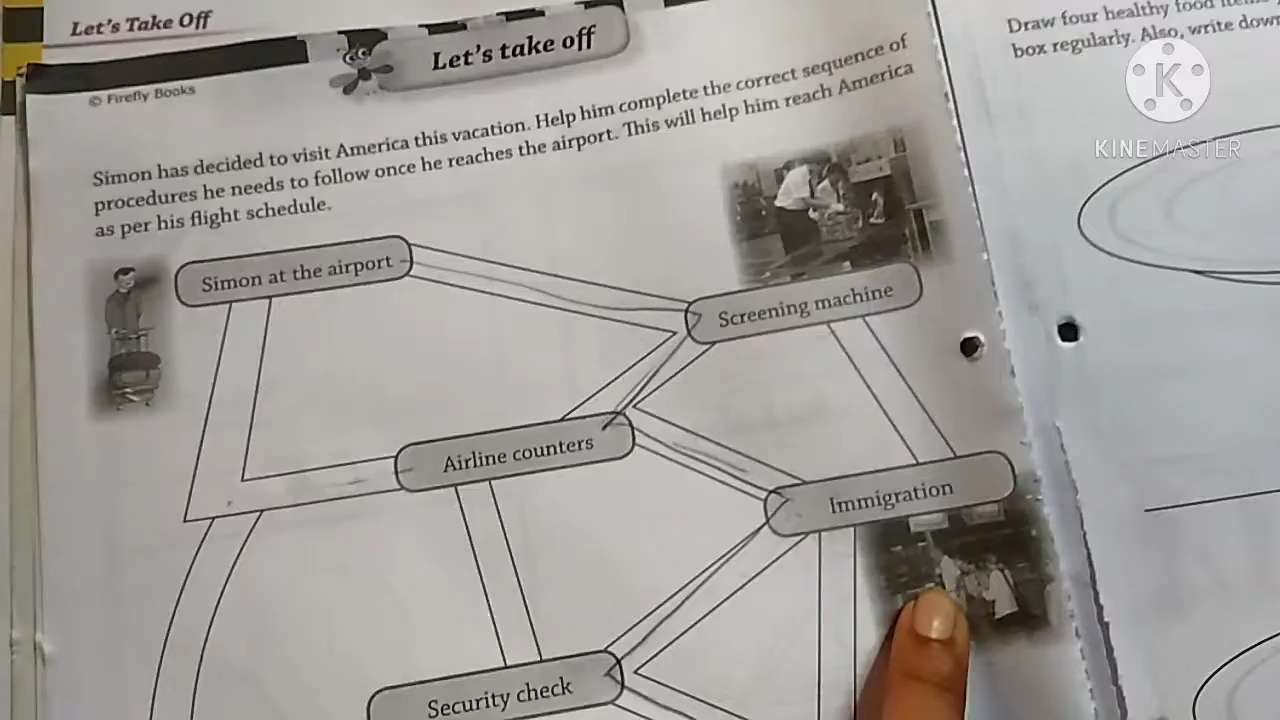 Let's Take Off
Let's take off
© Firefly Books
Simon has decided to visit America this vacation. Help him complete the correct sequence of
procedures he needs to follow once he reaches the airport. This will help him reach America
as per his flight schedule.
Simon at the airport
Screening machine
Airline counters
Immigration
Security check
Draw four healthy food items
box regularly. Also, write down
K
KINEMASTER